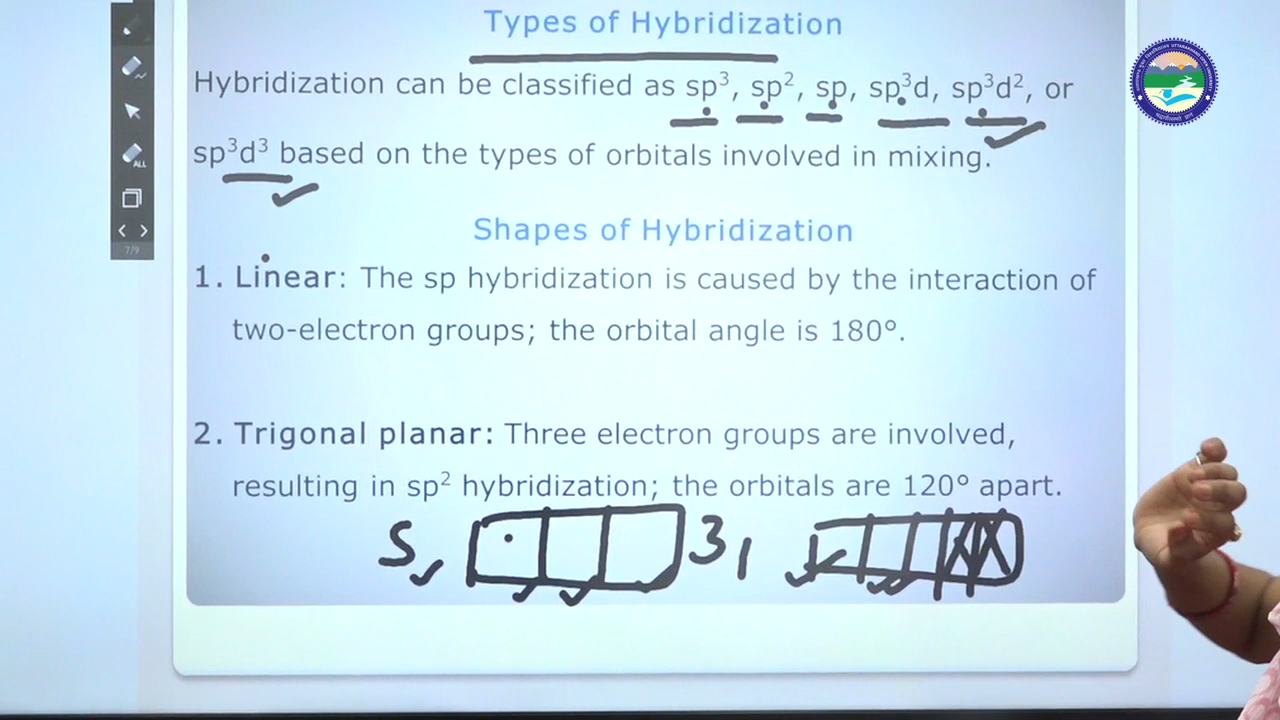 Types of Hybridization
Hybridization can be classified as sp³, sp², sp, sp³d, sp³d², or
sp³d³ based on the types of orbitals involved in mixing.
Shapes of Hybridization
1. Linear: The sp hybridization is caused by the interaction of
two-electron groups; the orbital angle is 180°.
2. Trigonal planar: Three electron groups are involved,
resulting in sp² hybridization; the orbitals are 120° apart.
S, 3,
ALL
7/9